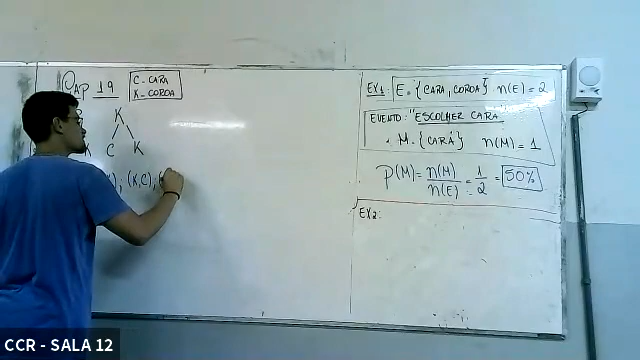 Cap 19
C - CARA
K - COROA
K
K C K
), (K,C), (
EX1: E = {CARA, COROA} n(E) = 2
EVENTO: "ESCOLHER CARA
M = {CARA} n(M) = 1
P(M) = n(M)/n(E) = 1/2 = 50%
EX2:
CCR - SALA 12